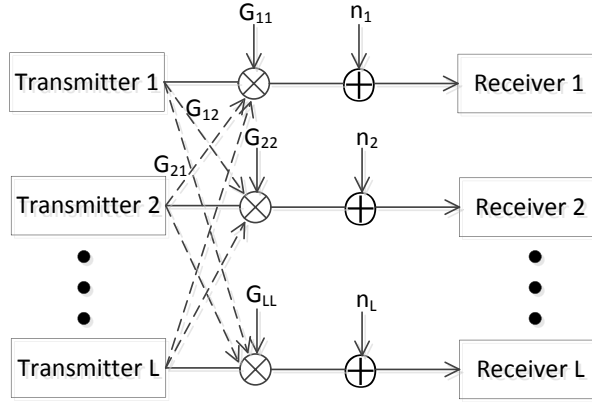 G11 n1
Transmitter 1 Receiver 1
G12
G21 G22 n2
Transmitter 2 Receiver 2
GLL nL
Transmitter L Receiver L